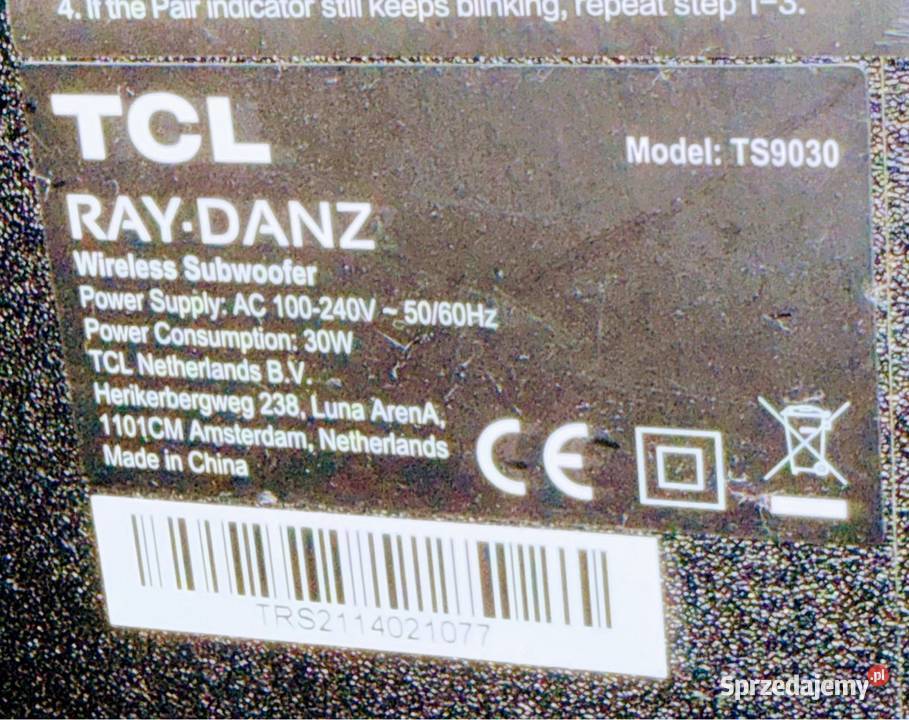 4. If the Pair indicator still keeps blinking, repeat step 1–3.
TCL
Model: TS9030
RAY·DANZ
Wireless Subwoofer
Power Supply: AC 100-240V ~ 50/60Hz
Power Consumption: 30W
TCL Netherlands B.V.
Herikerbergweg 238, Luna ArenA,
1101CM Amsterdam, Netherlands
Made in China
CE
TRS2114021077
Sprzedajemy.pl